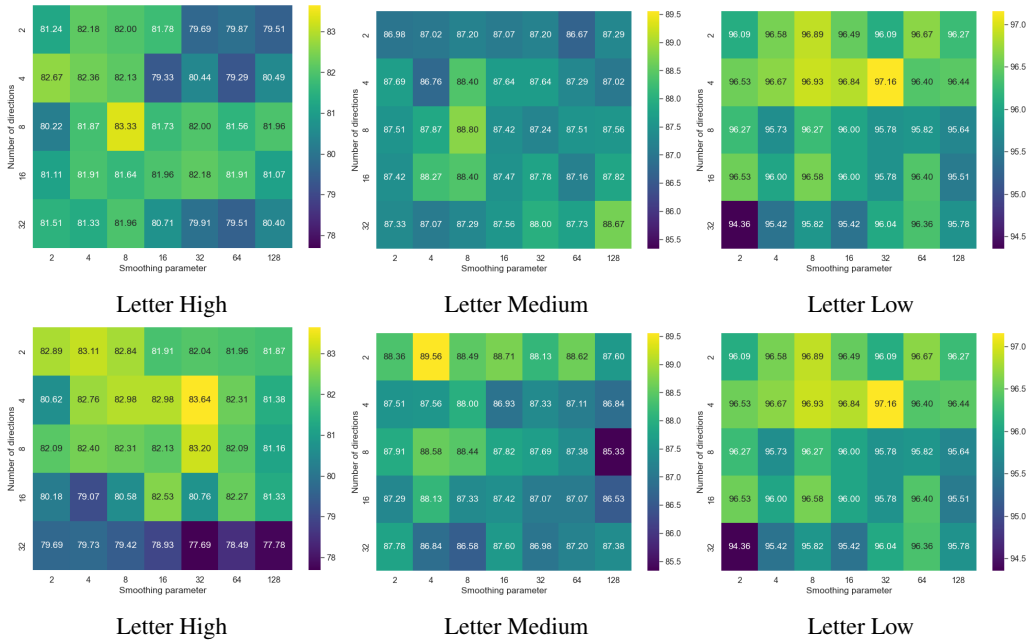 Number of directions
2 81.24 82.18 82.00 81.78 79.69 79.87 79.51
4 82.67 82.36 82.13 79.33 80.44 79.29 80.49
8 80.22 81.87 83.33 81.73 82.00 81.56 81.96
16 81.11 81.91 81.64 81.96 82.18 81.91 81.07
32 81.51 81.33 81.96 80.71 79.91 79.51 80.40
2 4 8 16 32 64 128
Smoothing parameter
83
82
81
80
79
78
Letter High
Number of directions
2 86.98 87.02 87.20 87.07 87.20 86.67 87.29
4 87.69 86.76 88.40 87.64 87.64 87.29 87.02
8 87.51 87.87 88.80 87.42 87.24 87.51 87.56
16 87.42 88.27 88.40 87.47 87.78 87.16 87.82
32 87.33 87.07 87.29 87.56 88.00 87.73 88.67
2 4 8 16 32 64 128
Smoothing parameter
89.5
89.0
88.5
88.0
87.5
87.0
86.5
86.0
85.5
Letter Medium
Number of directions
2 96.09 96.58 96.89 96.49 96.09 96.67 96.27
4 96.53 96.67 96.93 96.84 97.16 96.40 96.44
8 96.27 95.73 96.27 96.00 95.78 95.82 95.64
16 96.53 96.00 96.58 96.00 95.78 96.40 95.51
32 94.36 95.42 95.82 95.42 96.04 96.36 95.78
2 4 8 16 32 64 128
Smoothing parameter
97.0
96.5
96.0
95.5
95.0
94.5
Letter Low
Number of directions
2 82.89 83.11 82.84 81.91 82.04 81.96 81.87
4 80.62 82.76 82.98 82.98 83.64 82.31 81.38
8 82.09 82.40 82.31 82.13 83.20 82.09 81.16
16 80.18 79.07 80.58 82.53 80.76 82.27 81.33
32 79.69 79.73 79.42 78.93 77.69 78.49 77.78
2 4 8 16 32 64 128
Smoothing parameter
83
82
81
80
79
78
Letter High
Number of directions
2 88.36 89.56 88.49 88.71 88.13 88.62 87.60
4 87.51 87.56 88.00 86.93 87.33 87.11 86.84
8 87.91 88.58 88.44 87.82 87.69 87.38 85.33
16 87.29 88.13 87.33 87.42 87.07 87.07 86.53
32 87.78 86.84 86.58 87.60 86.98 87.20 87.38
2 4 8 16 32 64 128
Smoothing parameter
89.5
89.0
88.5
88.0
87.5
87.0
86.5
86.0
85.5
Letter Medium
Number of directions
2 96.09 96.58 96.89 96.49 96.09 96.67 96.27
4 96.53 96.67 96.93 96.84 97.16 96.40 96.44
8 96.27 95.73 96.27 96.00 95.78 95.82 95.64
16 96.53 96.00 96.58 96.00 95.78 96.40 95.51
32 94.36 95.42 95.82 95.42 96.04 96.36 95.78
2 4 8 16 32 64 128
Smoothing parameter
97.0
96.5
96.0
95.5
95.0
94.5
Letter Low